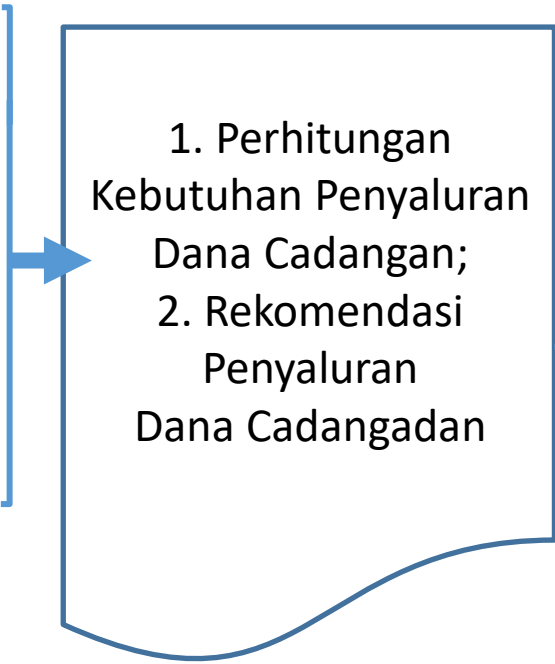 1. Perhitungan
Kebutuhan Penyaluran
Dana Cadangan;
2. Rekomendasi
Penyaluran
Dana Cadangadan